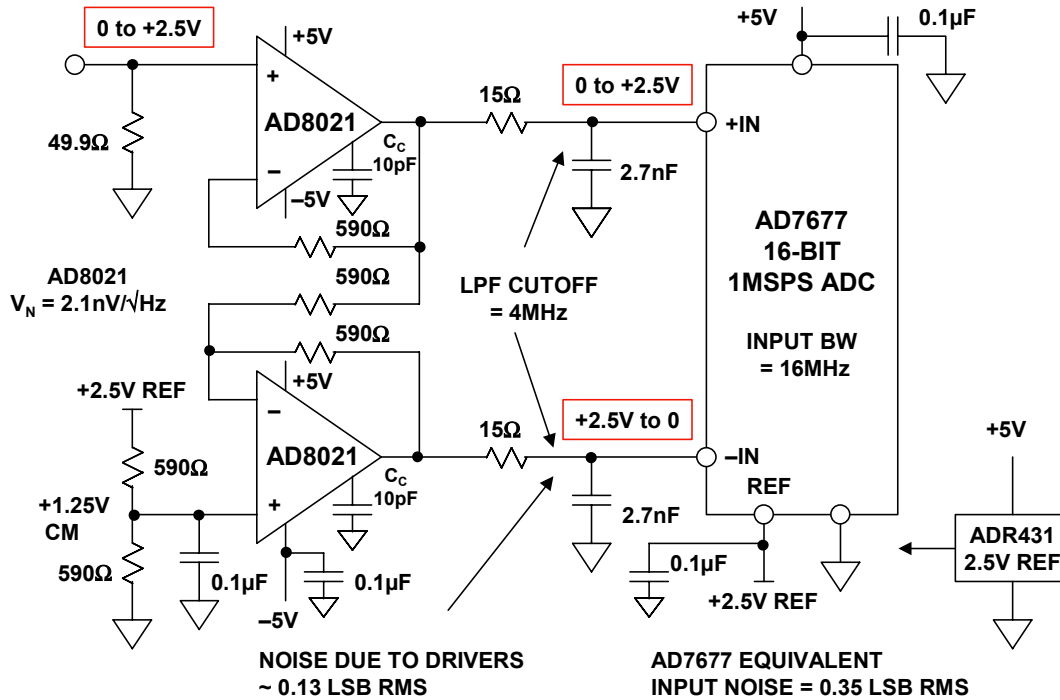 0 to +2.5V
+5V
+
AD8021
–
–5V
C_C
10pF
49.9Ω
15Ω
0 to +2.5V
2.7nF
+5V
0.1µF
+IN
AD7677
16-BIT
1MSPS ADC
INPUT BW
= 16MHz
590Ω
590Ω
590Ω
AD8021
V_N = 2.1nV/√Hz
LPF CUTOFF
= 4MHz
+2.5V REF
590Ω
+1.25V
CM
590Ω
0.1µF
+5V
–
AD8021
+
C_C
10pF
–5V
0.1µF
15Ω
+2.5V to 0
2.7nF
–IN
REF
0.1µF
+2.5V REF
+5V
ADR431
2.5V REF
NOISE DUE TO DRIVERS
~ 0.13 LSB RMS
AD7677 EQUIVALENT
INPUT NOISE = 0.35 LSB RMS